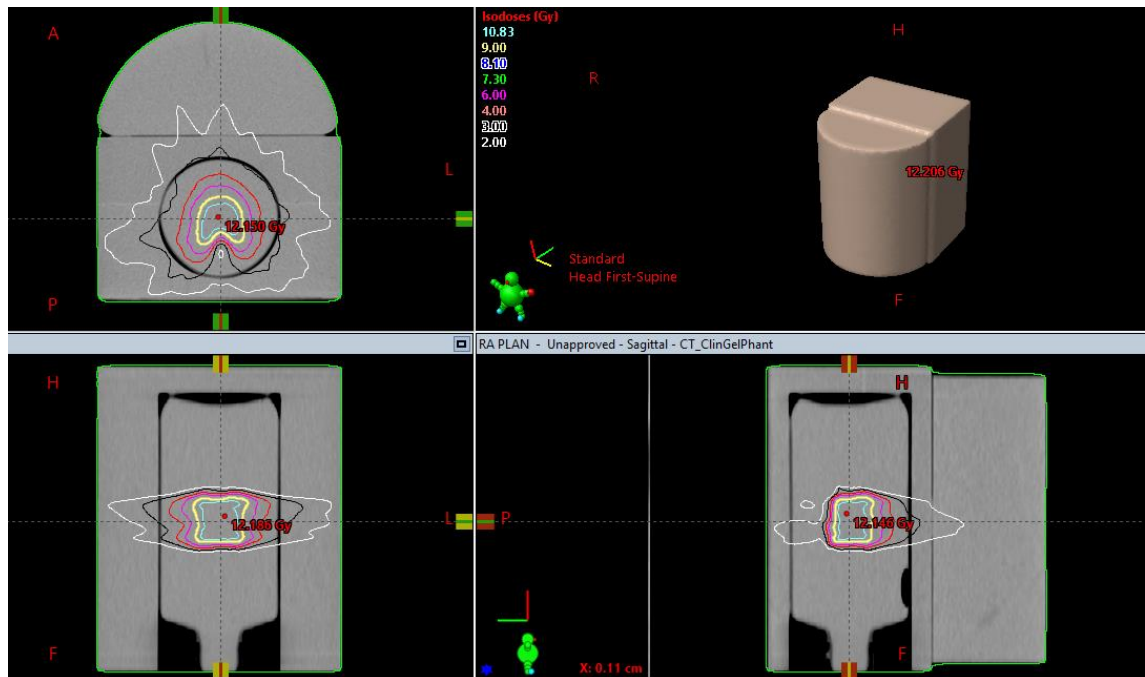 A
L
P
12.150 Gy
Isodoses (Gy)
10.83
9.00
8.10
7.30
6.00
4.00
3.00
2.00
H
R
12.206 Gy
Standard
Head First-Supine
F
H
L
12.186 Gy
F
RA PLAN - Unapproved - Sagittal - CT_ClinGelPhant
H
P
12.146 Gy
F
X: 0.11 cm